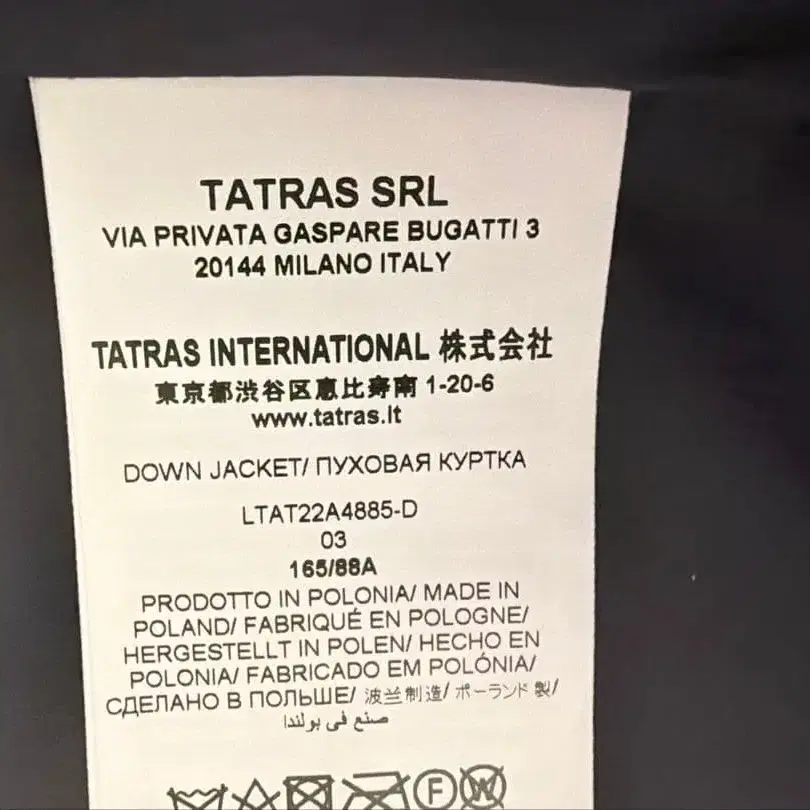 TATRAS SRL
VIA PRIVATA GASPARE BUGATTI 3
20144 MILANO ITALY
TATRAS INTERNATIONAL 株式会社
東京都渋谷区恵比寿南 1-20-6
www.tatras.it
DOWN JACKET/ ПУХОВАЯ КУРТКА
LTAT22A4885-D
03
165/88A
PRODOTTO IN POLONIA/ MADE IN
POLAND/ FABRIQUÉ EN POLOGNE/
HERGESTELLT IN POLEN/ HECHO EN
POLONIA/ FABRICADO EM POLÓNIA/
СДЕЛАНО В ПОЛЬШЕ/ 波兰制造/ ポーランド 製/
صنع في بولندا
F W